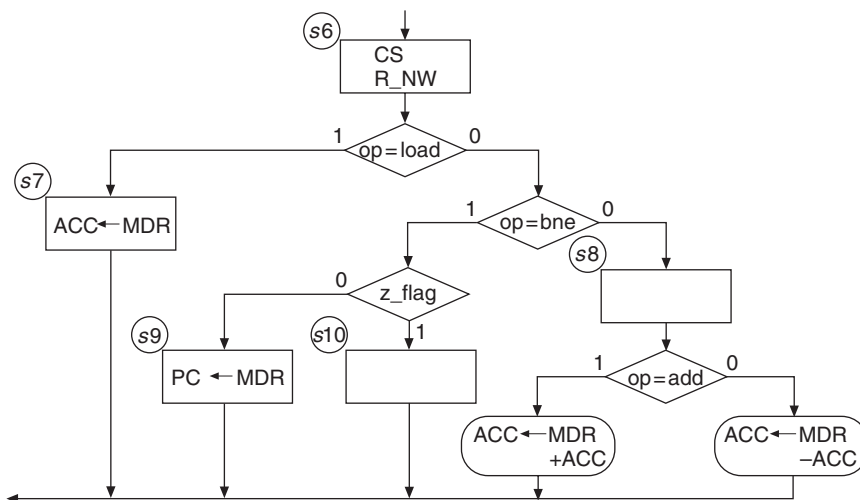 s6
CS
R_NW
1
op=load
0
s7
ACC←MDR
1
op=bne
0
s8
0
z_flag
1
s9
PC ← MDR
s10
1
op=add
0
ACC←MDR
+ACC
ACC←MDR
−ACC